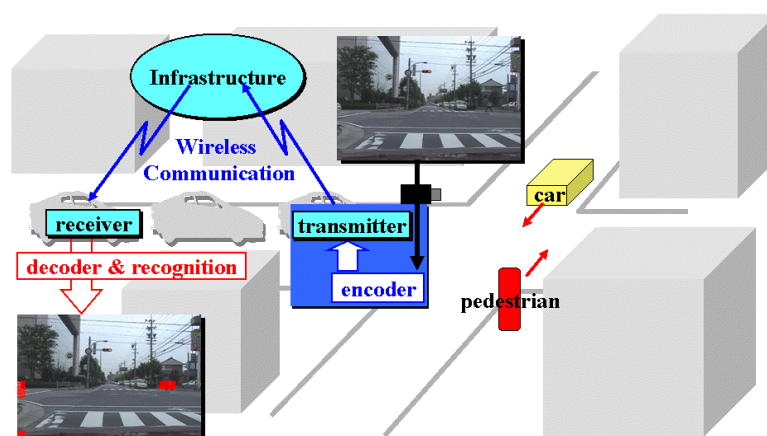 Infrastructure
Wireless
Communication
car
receiver
transmitter
decoder & recognition
encoder
pedestrian